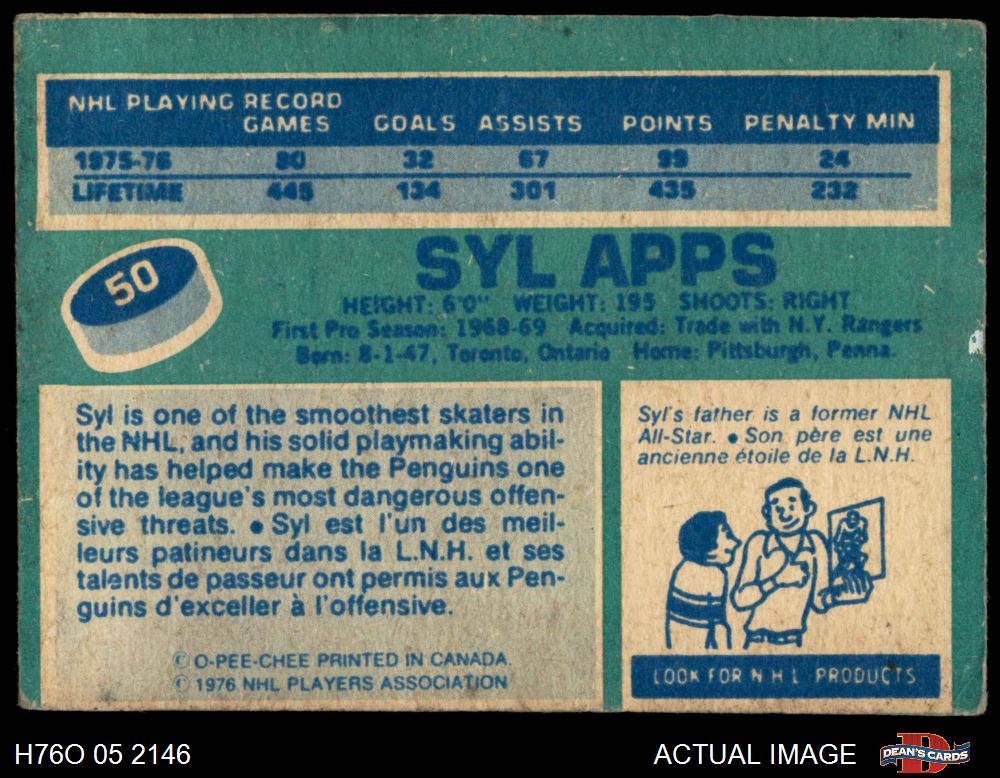 NHL PLAYING RECORD
GAMES GOALS ASSISTS POINTS PENALTY MIN
1975-76 80 32 67 99 24
LIFETIME 445 134 301 435 232
50
SYL APPS
HEIGHT: 6'0" WEIGHT: 195 SHOOTS: RIGHT
First Pro Season: 1968-69 Acquired: Trade with N.Y. Rangers
Born: 8-1-47, Toronto, Ontario Home: Pittsburgh, Penna.
Syl is one of the smoothest skaters in
the NHL, and his solid playmaking abil-
ity has helped make the Penguins one
of the league's most dangerous offen-
sive threats. ● Syl est l'un des meil-
leurs patineurs dans la L.N.H. et ses
talents de passeur ont permis aux Pen-
guins d'exceller à l'offensive.
© O-PEE-CHEE PRINTED IN CANADA.
© 1976 NHL PLAYERS ASSOCIATION
Syl's father is a former NHL
All-Star. ● Son père est une
ancienne étoile de la L.N.H.
LOOK FOR N H L PRODUCTS
H76O 05 2146
ACTUAL IMAGE
DEAN'S CARDS